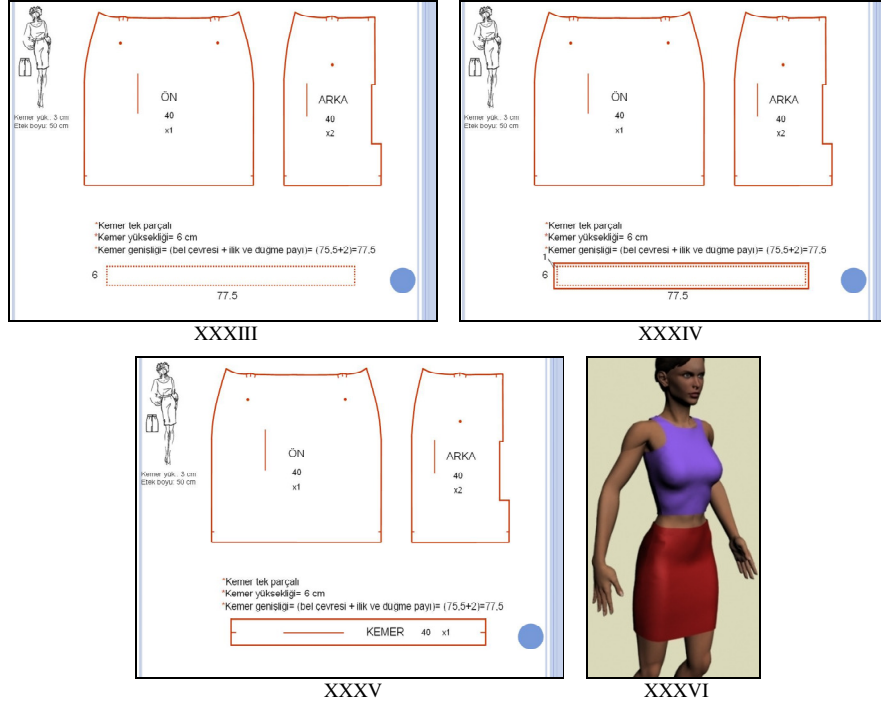 ÖN
40
x1
ARKA
40
x2
Kemer yük.: 3 cm
Etek boyu: 50 cm
*Kemer tek parçalı
*Kemer yüksekliği= 6 cm
*Kemer genişliği= (bel çevresi + ilik ve düğme payı)= (75,5+2)=77,5
6
77.5
XXXIII
ÖN
40
x1
ARKA
40
x2
Kemer yük.: 3 cm
Etek boyu: 50 cm
*Kemer tek parçalı
*Kemer yüksekliği= 6 cm
*Kemer genişliği= (bel çevresi + ilik ve düğme payı)= (75,5+2)=77,5
1
6
77.5
XXXIV
ÖN
40
x1
ARKA
40
x2
Kemer yük.: 3 cm
Etek boyu: 50 cm
*Kemer tek parçalı
*Kemer yüksekliği= 6 cm
*Kemer genişliği= (bel çevresi + ilik ve düğme payı)= (75,5+2)=77,5
KEMER 40 x1
XXXV
XXXVI